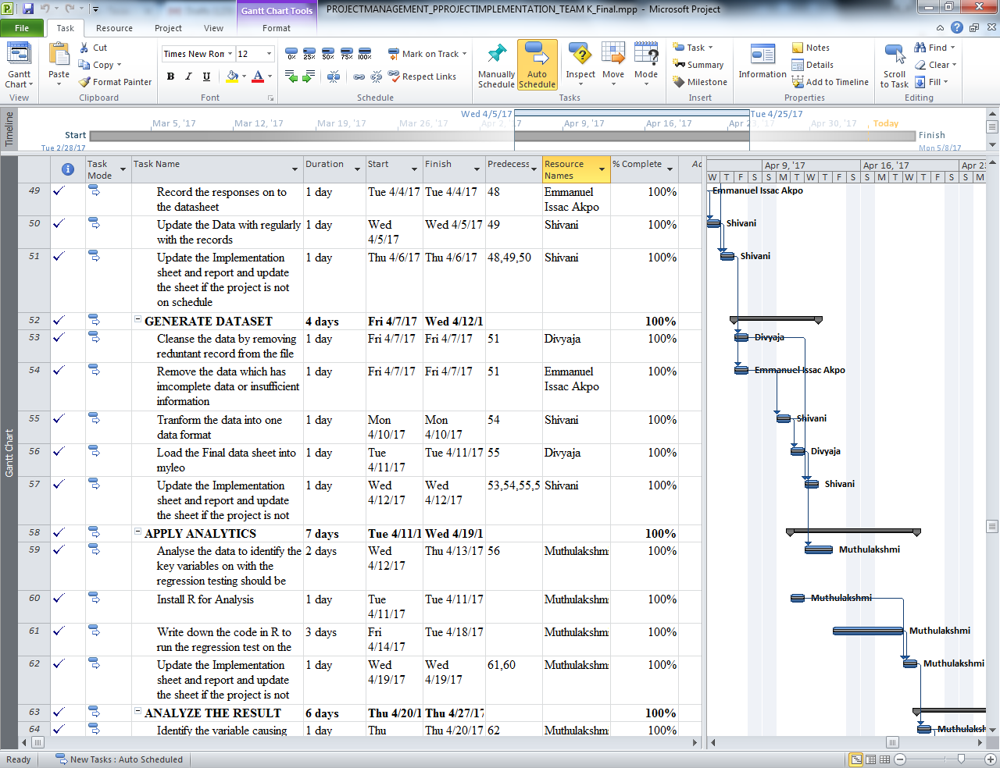 PROJECTMANAGEMENT_PPROJECTIMPLEMENTATION_TEAM K_Final.mpp - Microsoft Project
Gantt Chart Tools
File Task Resource Project View Format
Gantt Chart
View
Paste
Cut
Copy
Format Painter
Clipboard
Times New Ron 12
B I U A
Font
0% 25% 50% 75% 100%
Mark on Track
Respect Links
Schedule
Manually Schedule
Auto Schedule
Inspect Move Mode
Tasks
Task
Summary
Milestone
Insert
Information
Notes
Details
Add to Timeline
Properties
Scroll to Task
Find
Clear
Fill
Editing
Timeline
Wed 4/5/17 Tue 4/25/17
Mar 5, '17 Mar 12, '17 Mar 19, '17 Mar 26, '17 Apr 2, '17 Apr 9, '17 Apr 16, '17 Apr 23, '17 Apr 30, '17 Today
Start Finish
Tue 2/28/17 Mon 5/8/17
Task Mode Task Name Duration Start Finish Predecess Resource Names % Complete Ac
Apr 9, '17 Apr 16, '17 Apr 23
W T F S S M T W T F S S M T W T F S S M
Gantt Chart
49 Record the responses on to 1 day Tue 4/4/17 Tue 4/4/17 48 Emmanuel 100% Emmanuel Issac Akpo
the datasheet Issac Akpo
50 Update the Data with regularly 1 day Wed Wed 4/5/17 49 Shivani 100% Shivani
with the records 4/5/17
51 Update the Implementation 1 day Thu 4/6/17 Thu 4/6/17 48,49,50 Shivani 100% Shivani
sheet and report and update
the sheet if the project is not
on schedule
52 GENERATE DATASET 4 days Fri 4/7/17 Wed 4/12/1 100%
53 Cleanse the data by removing 1 day Fri 4/7/17 Fri 4/7/17 51 Divyaja 100% Divyaja
reduntant record from the file
54 Remove the data which has 1 day Fri 4/7/17 Fri 4/7/17 51 Emmanuel 100% Emmanuel Issac Akpo
imcomplete data or insufficient Issac Akpo
information
55 Tranform the data into one 1 day Mon Mon 54 Shivani 100% Shivani
data format 4/10/17 4/10/17
56 Load the Final data sheet into 1 day Tue Tue 4/11/17 55 Divyaja 100% Divyaja
myleo 4/11/17
57 Update the Implementation 1 day Wed Wed 53,54,55,5 Shivani 100% Shivani
sheet and report and update 4/12/17 4/12/17
the sheet if the project is not
58 APPLY ANALYTICS 7 days Tue 4/11/1 Wed 4/19/1 100%
59 Analyse the data to identify the 2 days Wed Thu 4/13/17 56 Muthulakshm 100% Muthulakshmi
key variables on with the 4/12/17
regression testing should be
60 Install R for Analysis 1 day Tue Tue 4/11/17 Muthulakshm 100% Muthulakshmi
4/11/17
61 Write down the code in R to 3 days Fri Tue 4/18/17 Muthulakshm 100% Muthulakshmi
run the regression test on the 4/14/17
62 Update the Implementation 1 day Wed Wed 61,60 Muthulakshm 100% Muthulakshmi
sheet and report and update 4/19/17 4/19/17
the sheet if the project is not
63 ANALYZE THE RESULT 6 days Thu 4/20/1 Thu 4/27/17 100%
64 Identify the variable causing 1 day Thu Thu 4/20/17 62 Muthulakshm 100% Muthulaksh
Ready New Tasks : Auto Scheduled